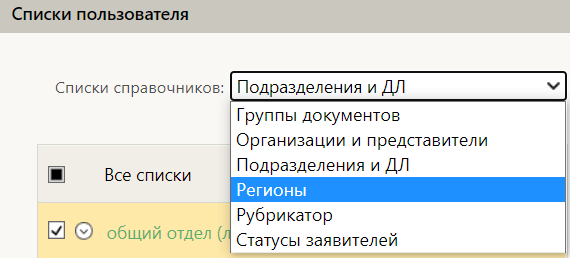 Списки пользователя
Списки справочников: Подразделения и ДЛ
Группы документов
Организации и представители
Подразделения и ДЛ
Все списки
Регионы
Рубрикатор
общий отдел
Статусы заявителей